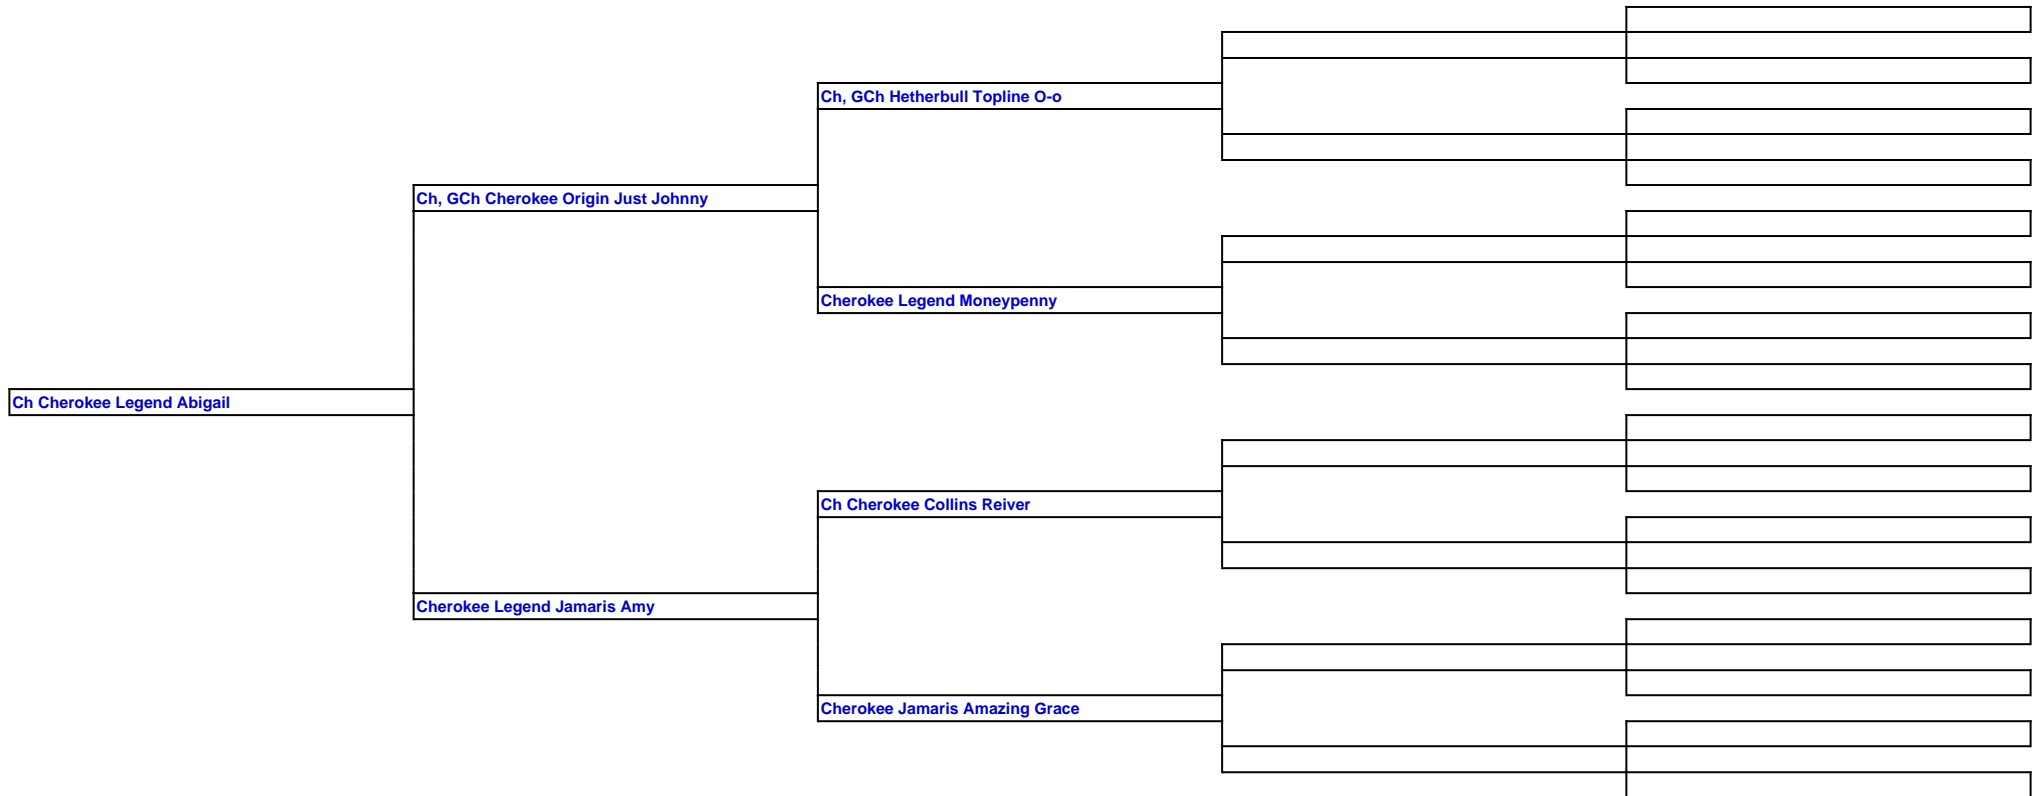 Ch, GCh Hetherbull Topline O-o
Ch, GCh Cherokee Origin Just Johnny
Cherokee Legend Moneypenny
Ch Cherokee Legend Abigail
Ch Cherokee Collins Reiver
Cherokee Legend Jamaris Amy
Cherokee Jamaris Amazing Grace